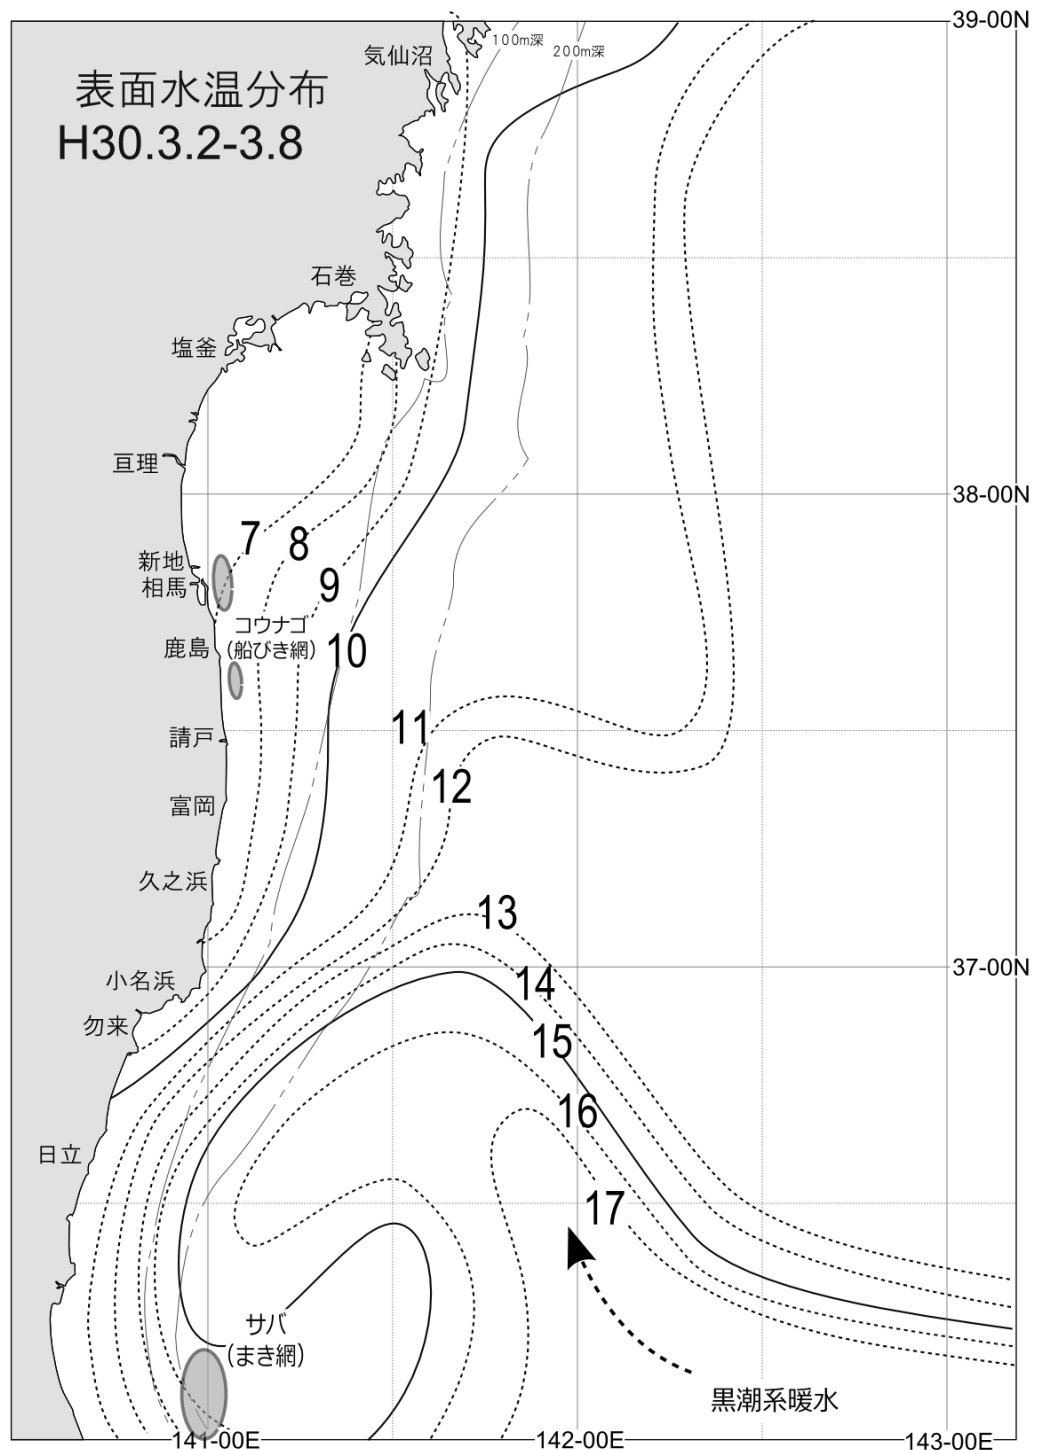 39-00N
100m深
200m深
気仙沼
表面水温分布
H30.3.2-3.8
石巻
塩釜
亘理
38-00N
7
8
新地
相馬
9
コウナゴ
(船びき網)
鹿島
10
請戸
11
12
富岡
久之浜
13
37-00N
小名浜
14
勿来
15
16
日立
17
サバ
(まき網)
黒潮系暖水
141-00E
142-00E
143-00E